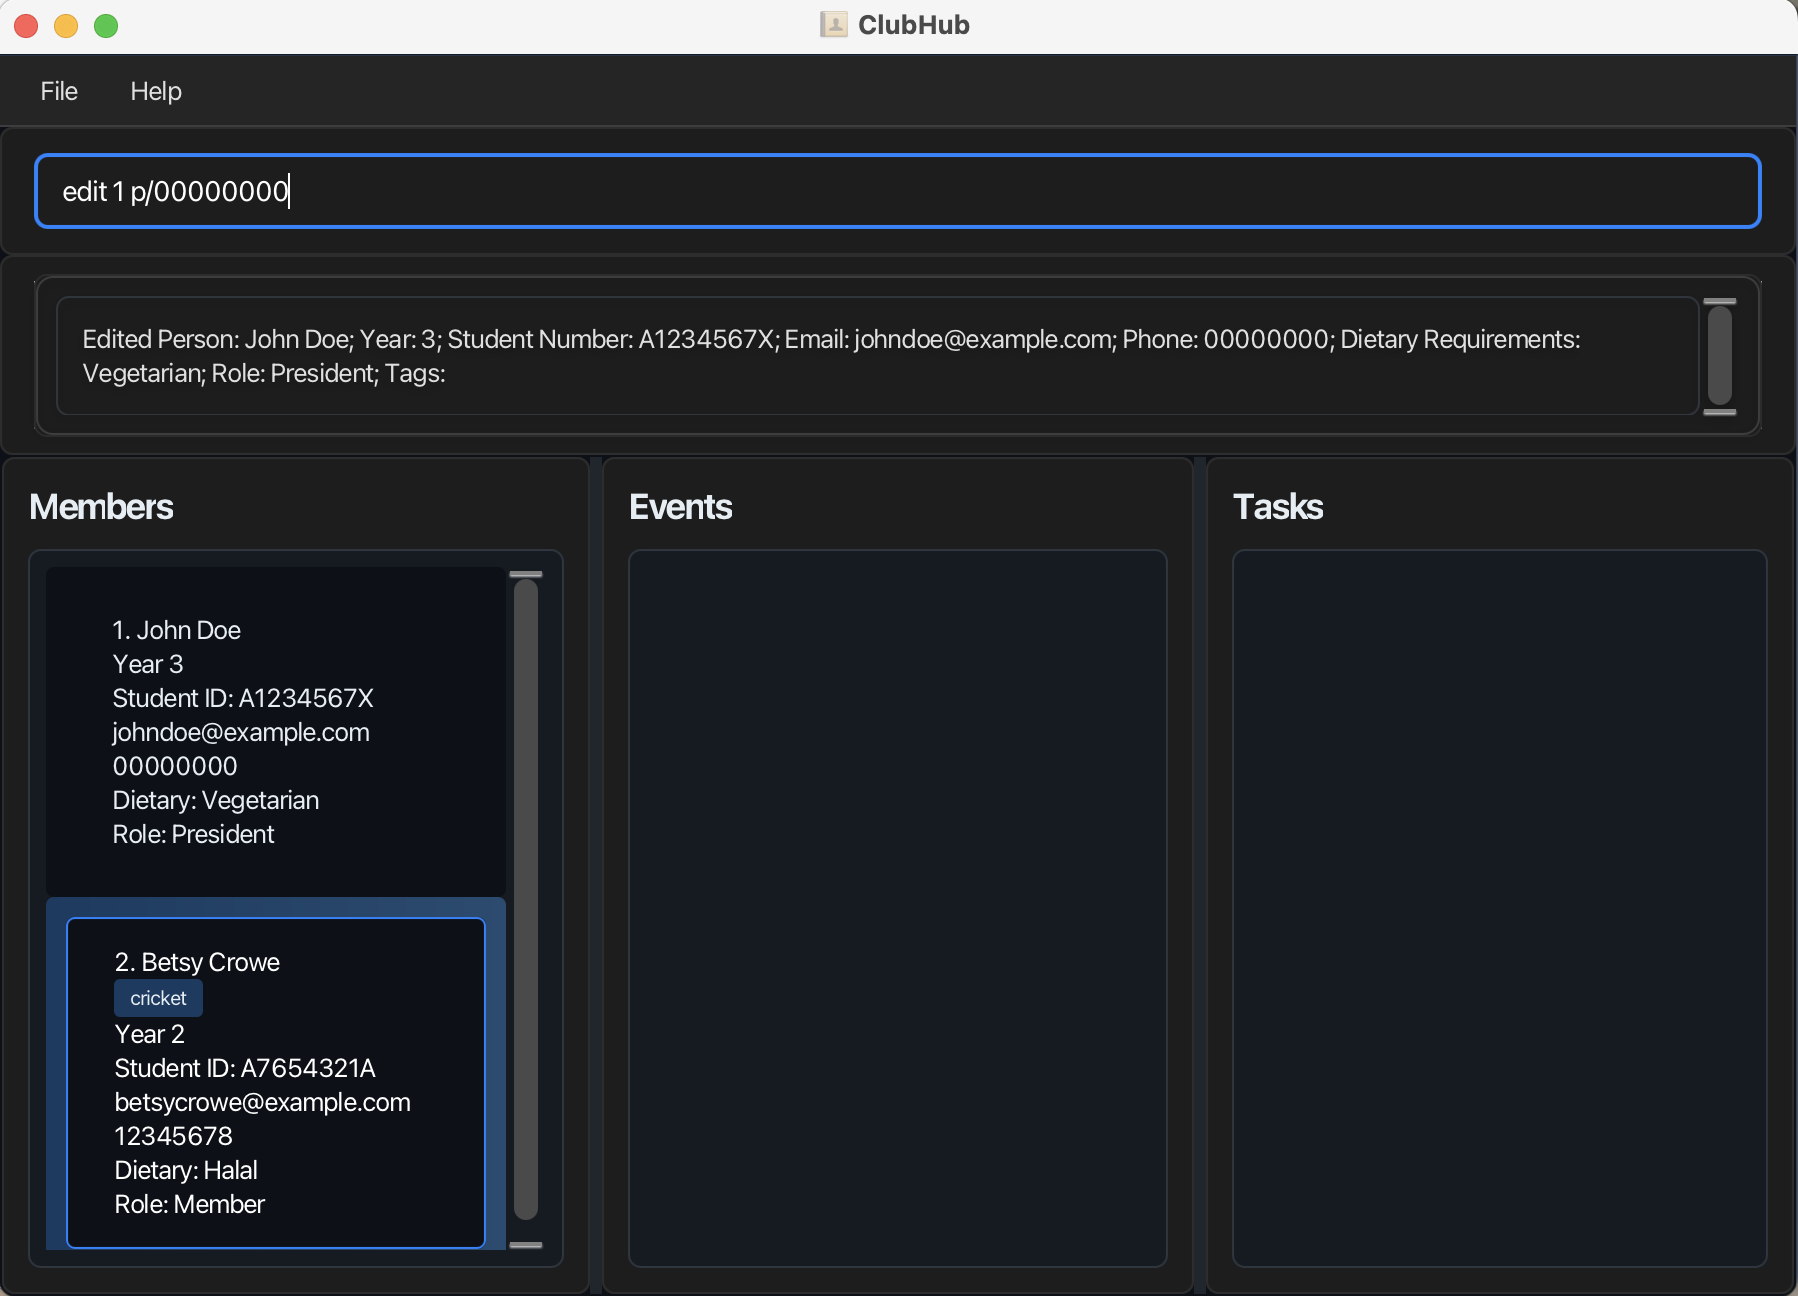 ClubHub
File Help
edit 1 p/00000000
Edited Person: John Doe; Year: 3; Student Number: A1234567X; Email: johndoe@example.com; Phone: 00000000; Dietary Requirements:
Vegetarian; Role: President; Tags:
Members
1. John Doe
Year 3
Student ID: A1234567X
johndoe@example.com
00000000
Dietary: Vegetarian
Role: President
2. Betsy Crowe
cricket
Year 2
Student ID: A7654321A
betsycrowe@example.com
12345678
Dietary: Halal
Role: Member
Events
Tasks